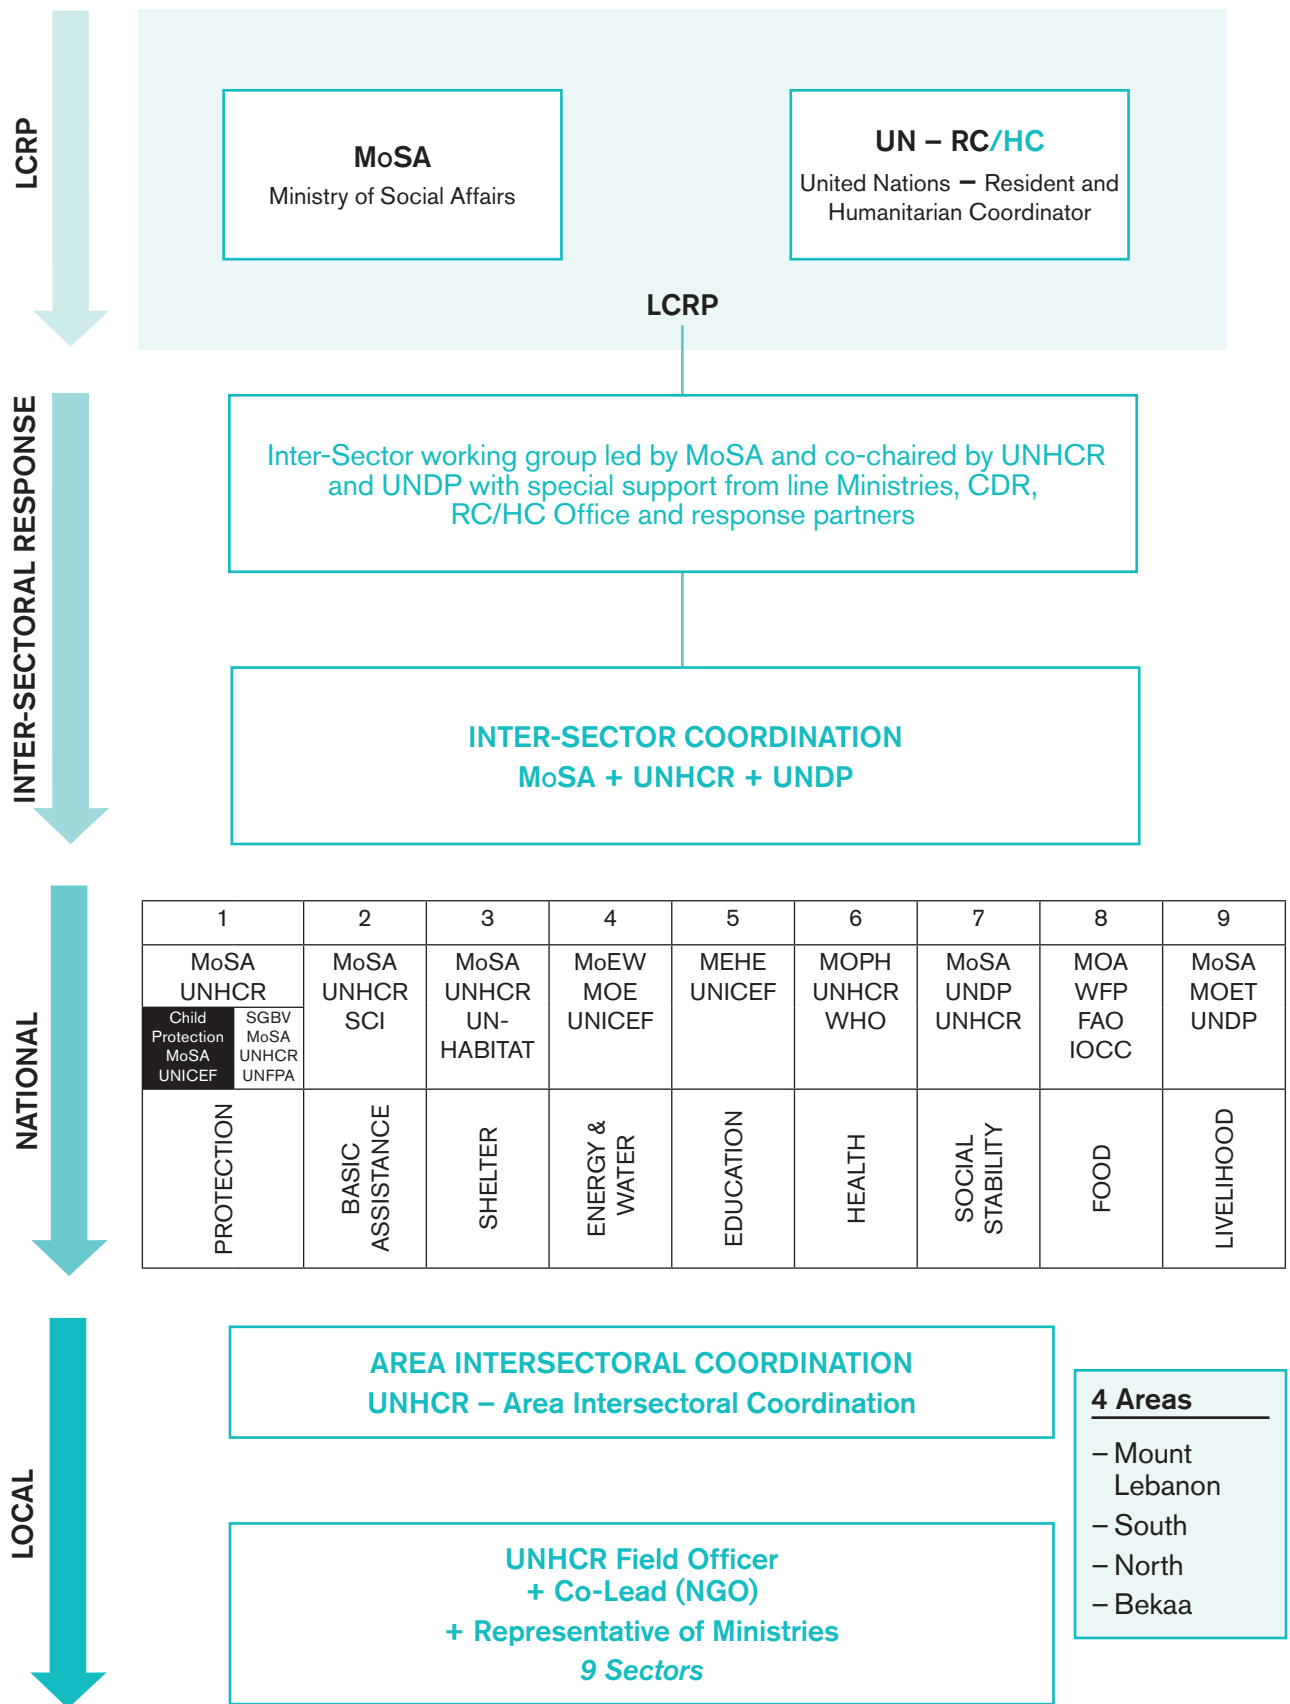 LCRP
MoSA
Ministry of Social Affairs
UN – RC/HC
United Nations – Resident and
Humanitarian Coordinator
LCRP
INTER-SECTORAL RESPONSE
Inter-Sector working group led by MoSA and co-chaired by UNHCR
and UNDP with special support from line Ministries, CDR,
RC/HC Office and response partners
INTER-SECTOR COORDINATION
MoSA + UNHCR + UNDP
NATIONAL
1 2 3 4 5 6 7 8 9
MoSA
UNHCR
Child
Protection
MoSA
UNICEF
SGBV
MoSA
UNHCR
UNFPA
MoSA
UNHCR
SCI
MoSA
UNHCR
UN-
HABITAT
MoEW
MOE
UNICEF
MEHE
UNICEF
MOPH
UNHCR
WHO
MoSA
UNDP
UNHCR
MOA
WFP
FAO
IOCC
MoSA
MOET
UNDP
PROTECTION
BASIC
ASSISTANCE
SHELTER
ENERGY &
WATER
EDUCATION
HEALTH
SOCIAL
STABILITY
FOOD
LIVELIHOOD
LOCAL
AREA INTERSECTORAL COORDINATION
UNHCR – Area Intersectoral Coordination
4 Areas
– Mount
Lebanon
– South
– North
– Bekaa
UNHCR Field Officer
+ Co-Lead (NGO)
+ Representative of Ministries
9 Sectors